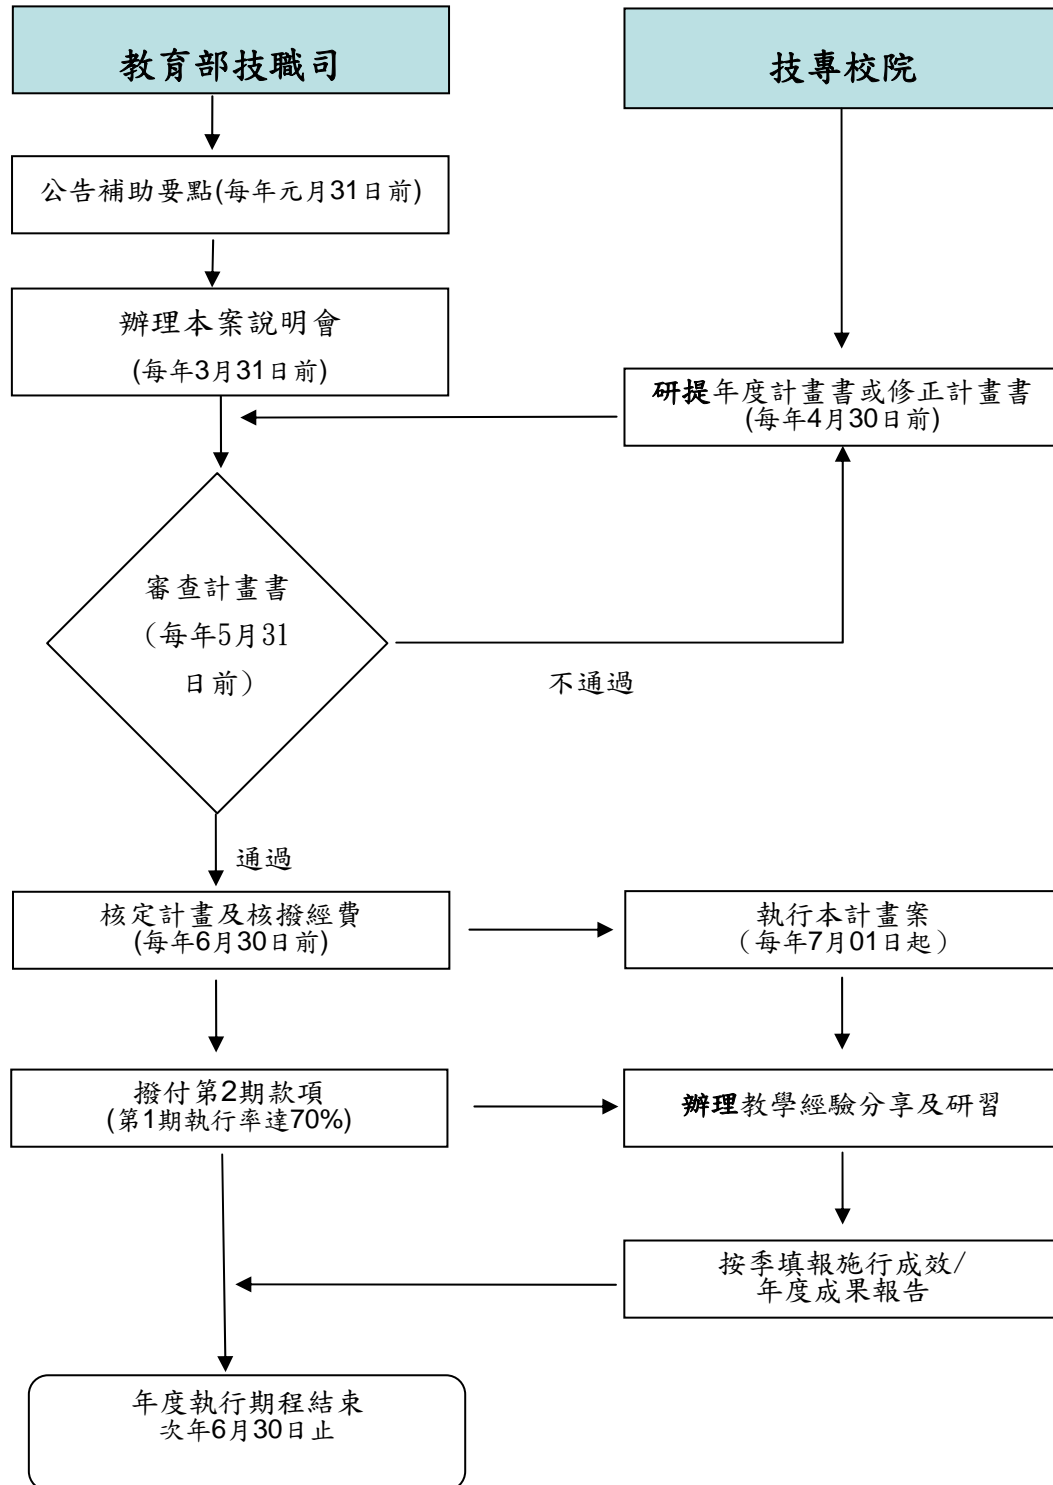 教育部技職司
技專校院
公告補助要點(每年元月31日前)
辦理本案說明會
(每年3月31日前)
研提年度計畫書或修正計畫書
(每年4月30日前)
審查計畫書
（每年5月31
日前）
不通過
通過
核定計畫及核撥經費
(每年6月30日前)
執行本計畫案
（每年7月01日起）
撥付第2期款項
(第1期執行率達70%)
辦理教學經驗分享及研習
按季填報施行成效/
年度成果報告
年度執行期程結束
次年6月30日止